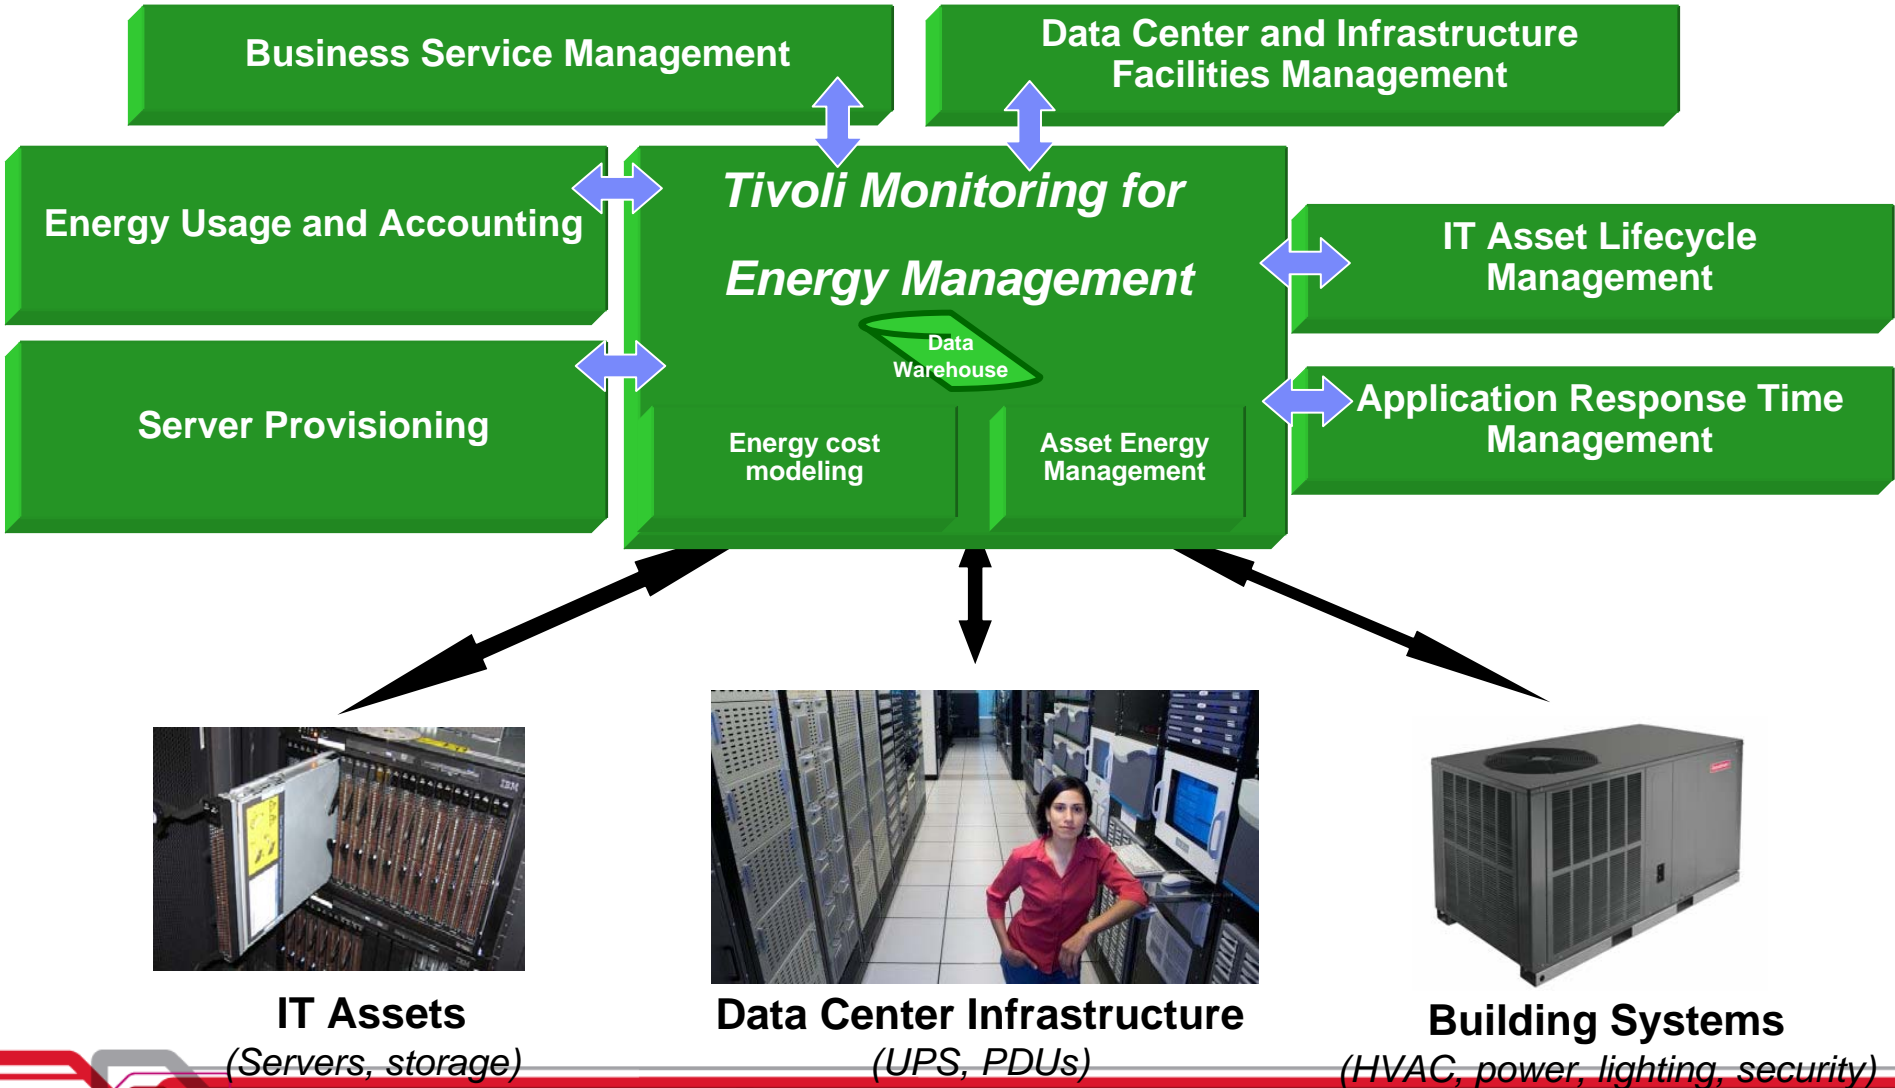 Business Service Management
Data Center and Infrastructure
Facilities Management
Energy Usage and Accounting
Tivoli Monitoring for
Energy Management
Data
Warehouse
IT Asset Lifecycle
Management
Server Provisioning
Energy cost
modeling
Asset Energy
Management
Application Response Time
Management
IBM
IBM
IT Assets
(Servers, storage)
Data Center Infrastructure
(UPS, PDUs)
Building Systems
(HVAC, power, lighting, security)